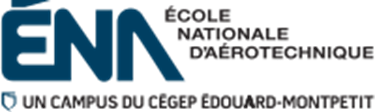 ÉNA
ÉCOLE
NATIONALE
D'AÉROTECHNIQUE
UN CAMPUS DU CÉGEP ÉDOUARD-MONTPETIT